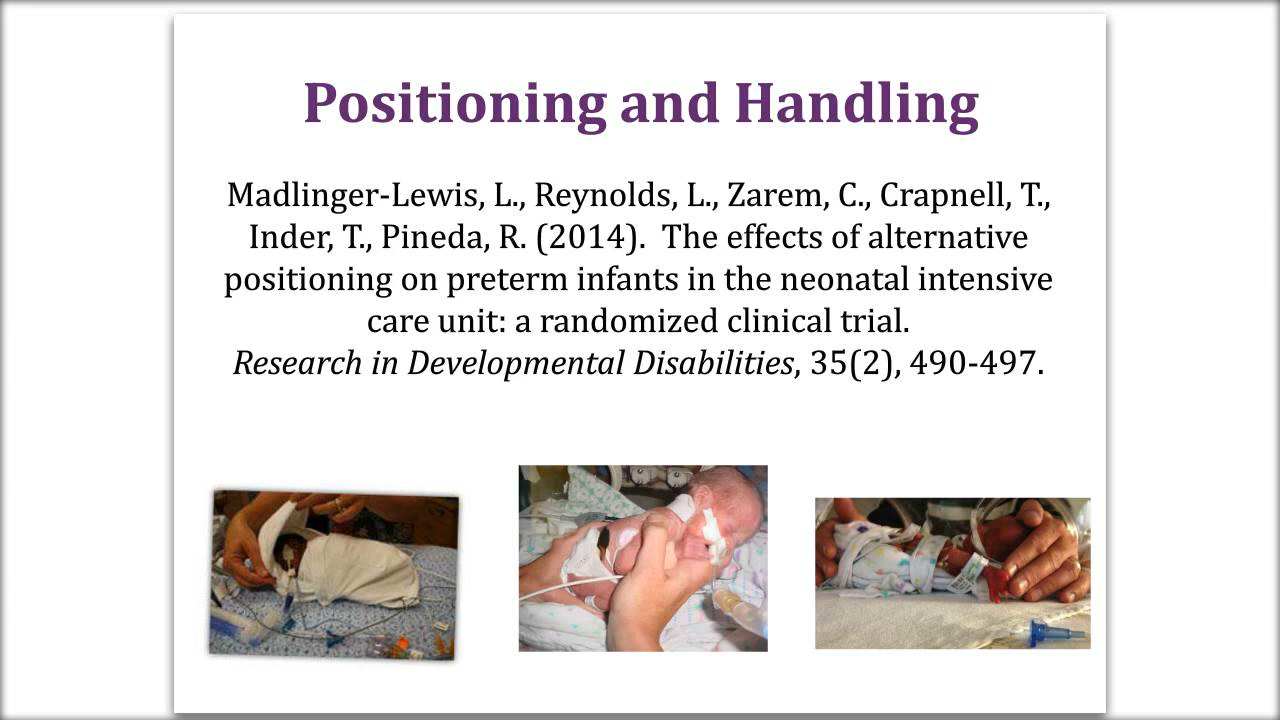 Positioning and Handling
Madlinger-Lewis, L., Reynolds, L., Zarem, C., Crapnell, T.,
Inder, T., Pineda, R. (2014).  The effects of alternative
positioning on preterm infants in the neonatal intensive
care unit: a randomized clinical trial.
Research in Developmental Disabilities, 35(2), 490-497.